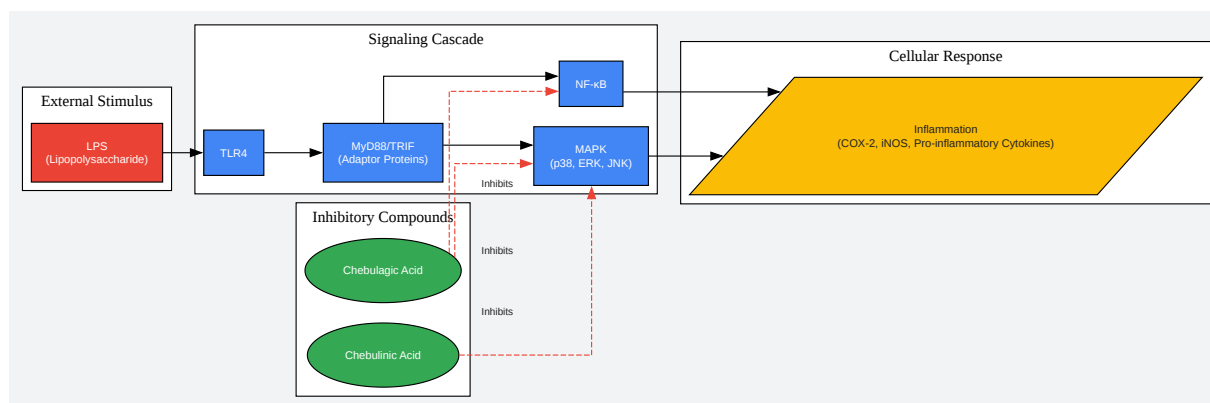 Signaling Cascade
Cellular Response
External Stimulus
NF-κB
LPS
(Lipopolysaccharide)
TLR4
MyD88/TRIF
(Adaptor Proteins)
MAPK
(p38, ERK, JNK)
Inflammation
(COX-2, iNOS, Pro-inflammatory Cytokines)
Inhibits
Inhibitory Compounds
Inhibits
Chebulagic Acid
Inhibits
Chebulinic Acid